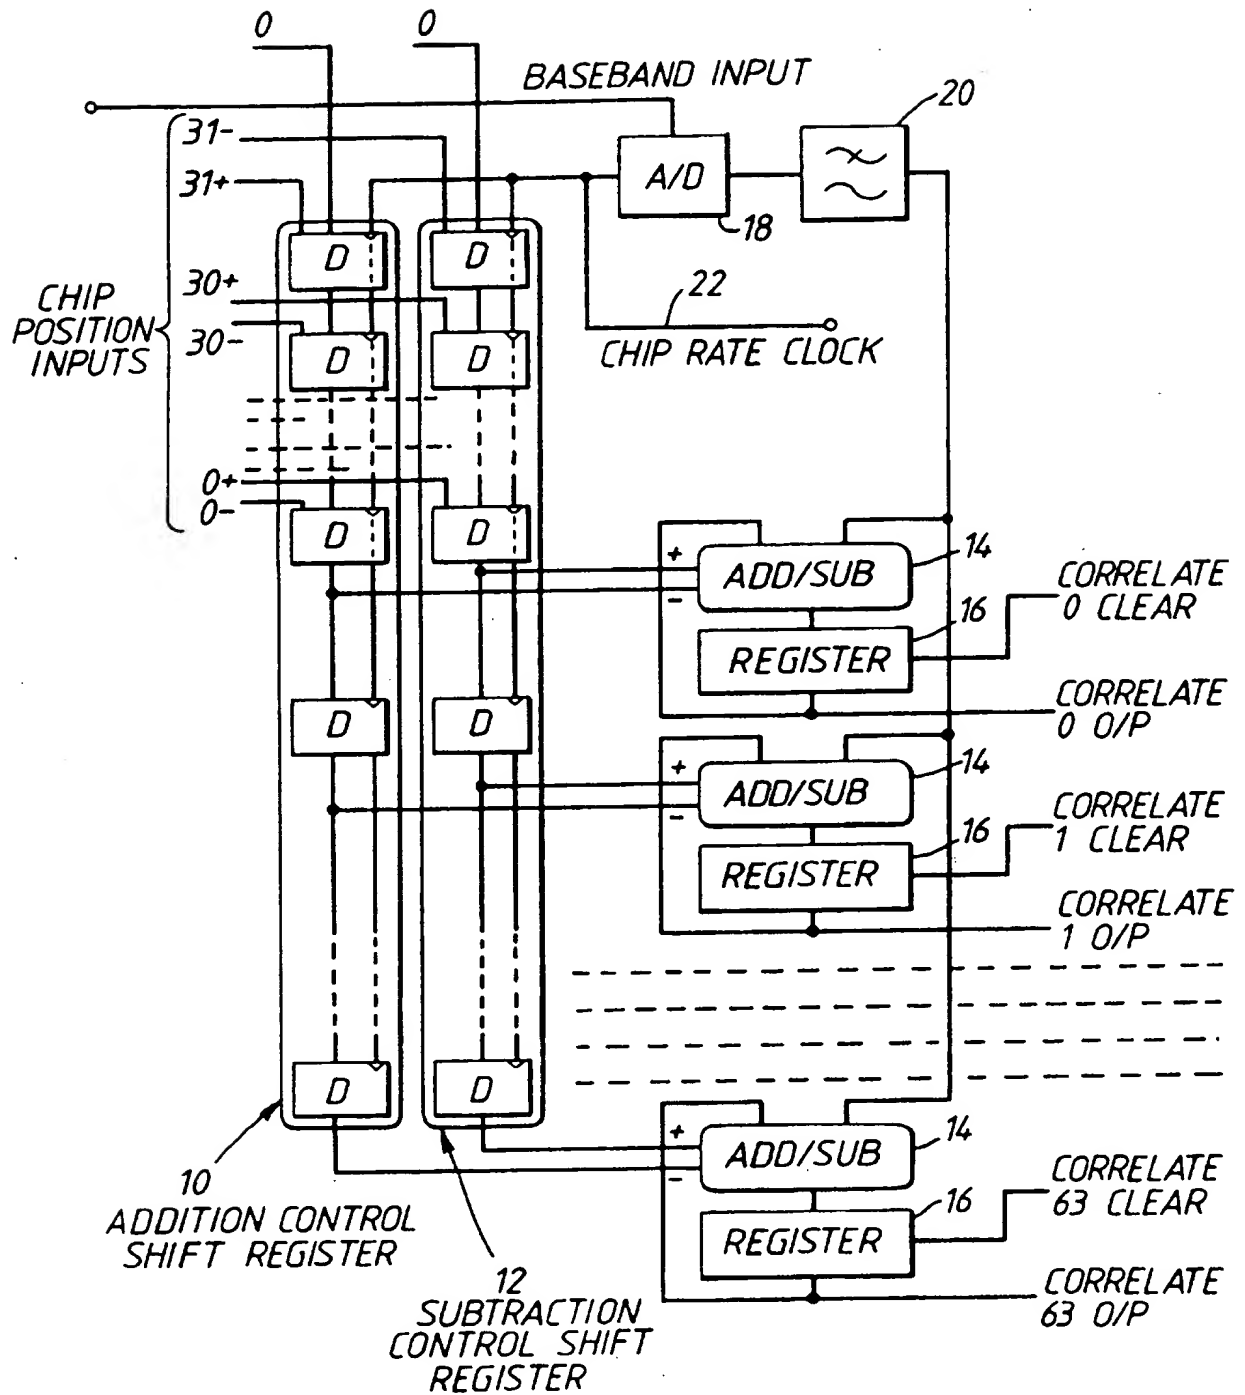 0
0
BASEBAND INPUT
20
31-
31+
A/D
18
D
D
30+
30-
CHIP
POSITION
INPUTS
D
D
22
CHIP RATE CLOCK
0+
0-
D
D
+
-
ADD/SUB
14
CORRELATE
0 CLEAR
REGISTER
16
D
D
CORRELATE
0 O/P
+
-
ADD/SUB
14
CORRELATE
1 CLEAR
REGISTER
16
CORRELATE
1 O/P
D
D
+
-
ADD/SUB
14
CORRELATE
63 CLEAR
REGISTER
16
CORRELATE
63 O/P
10
ADDITION CONTROL
SHIFT REGISTER
12
SUBTRACTION
CONTROL SHIFT
REGISTER